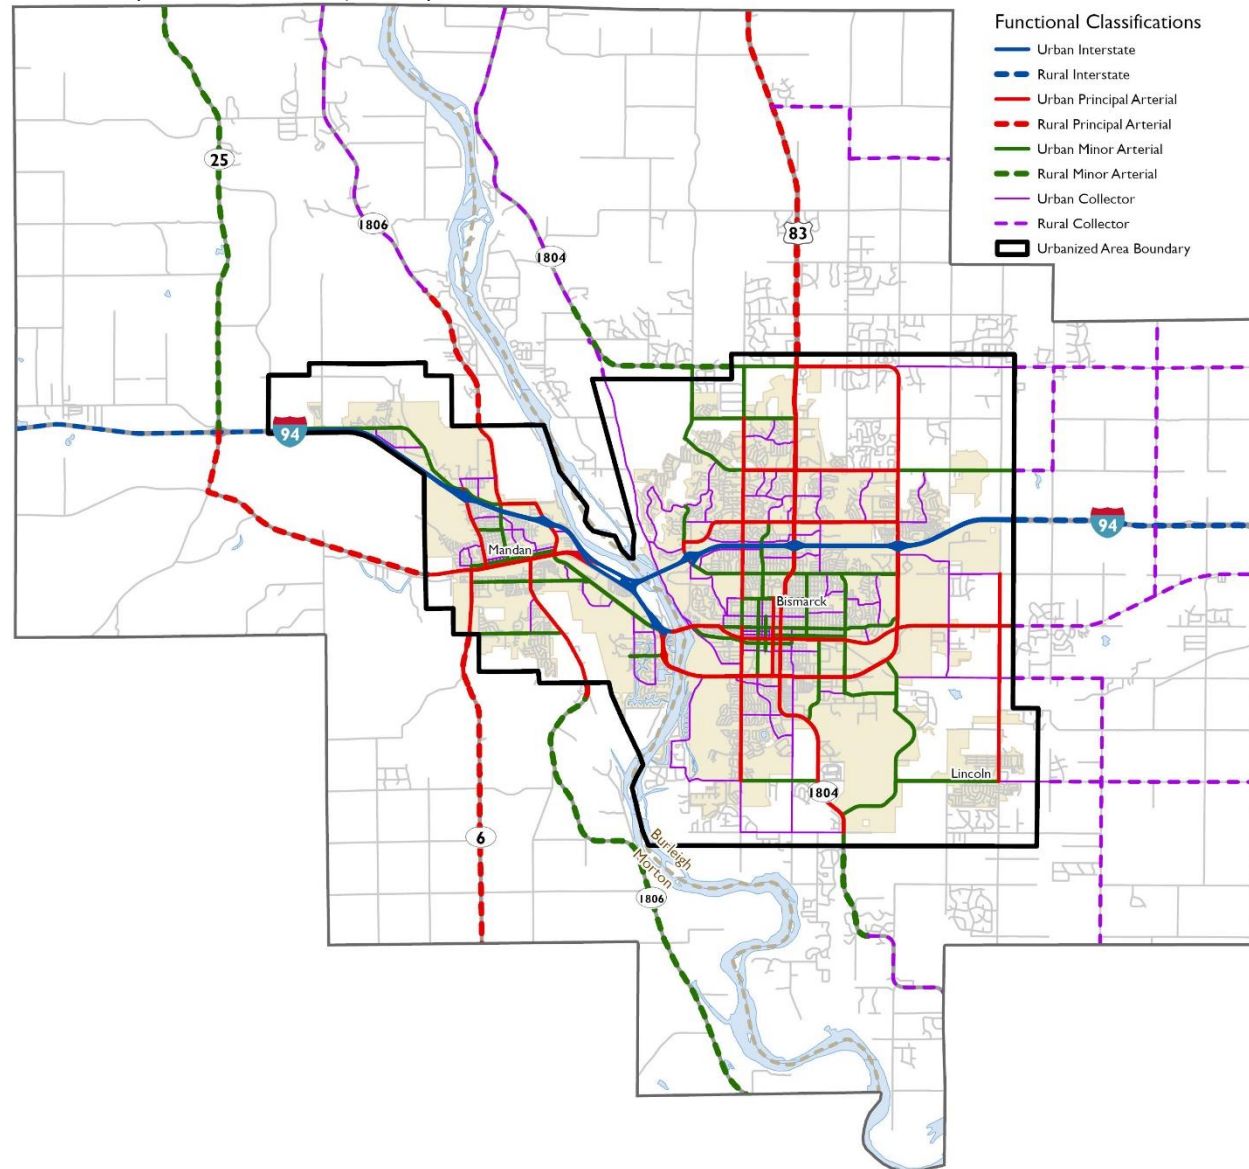 Functional Classifications
Urban Interstate
Rural Interstate
Urban Principal Arterial
Rural Principal Arterial
Urban Minor Arterial
Rural Minor Arterial
Urban Collector
Rural Collector
Urbanized Area Boundary
25
1806
1804
83
94
94
Mandan
Bismarck
Lincoln
1804
6
Burleigh
Morton
1806